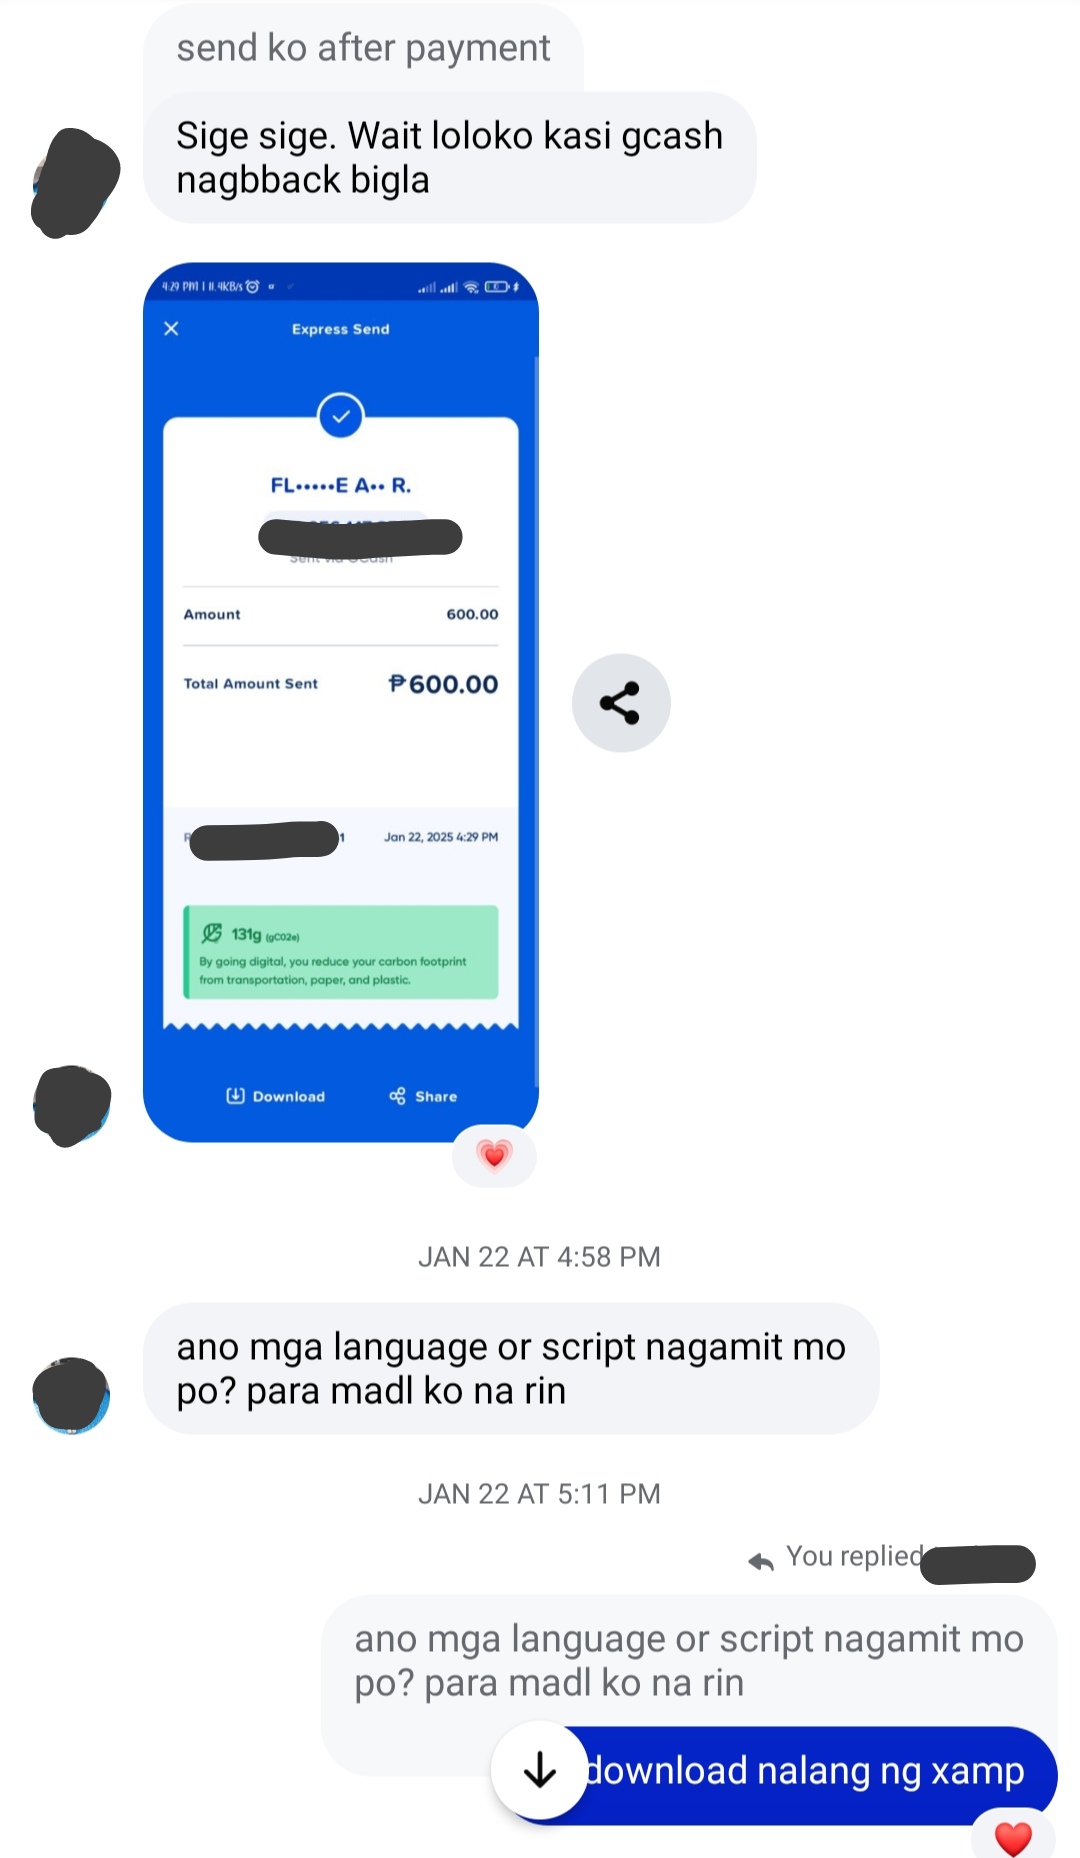 send ko after payment
Sige sige. Wait loloko kasi gcash
nagbback bigla
4:29 PM | 11.4KB/s
Express Send
FL•••••E A•• R.
Sent via GCash
Amount 600.00
Total Amount Sent ₱600.00
Jan 22, 2025 4:29 PM
131g (gCO2e)
By going digital, you reduce your carbon footprint
from transportation, paper, and plastic.
Download Share
JAN 22 AT 4:58 PM
ano mga language or script nagamit mo
po? para madl ko na rin
JAN 22 AT 5:11 PM
You replied
ano mga language or script nagamit mo
po? para madl ko na rin
download nalang ng xamp